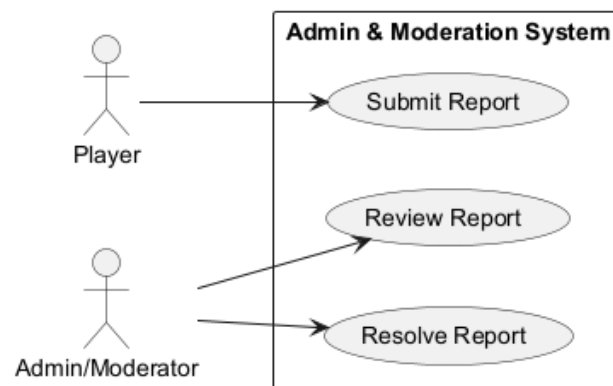 Admin & Moderation System
Submit Report
Player
Review Report
Resolve Report
Admin/Moderator